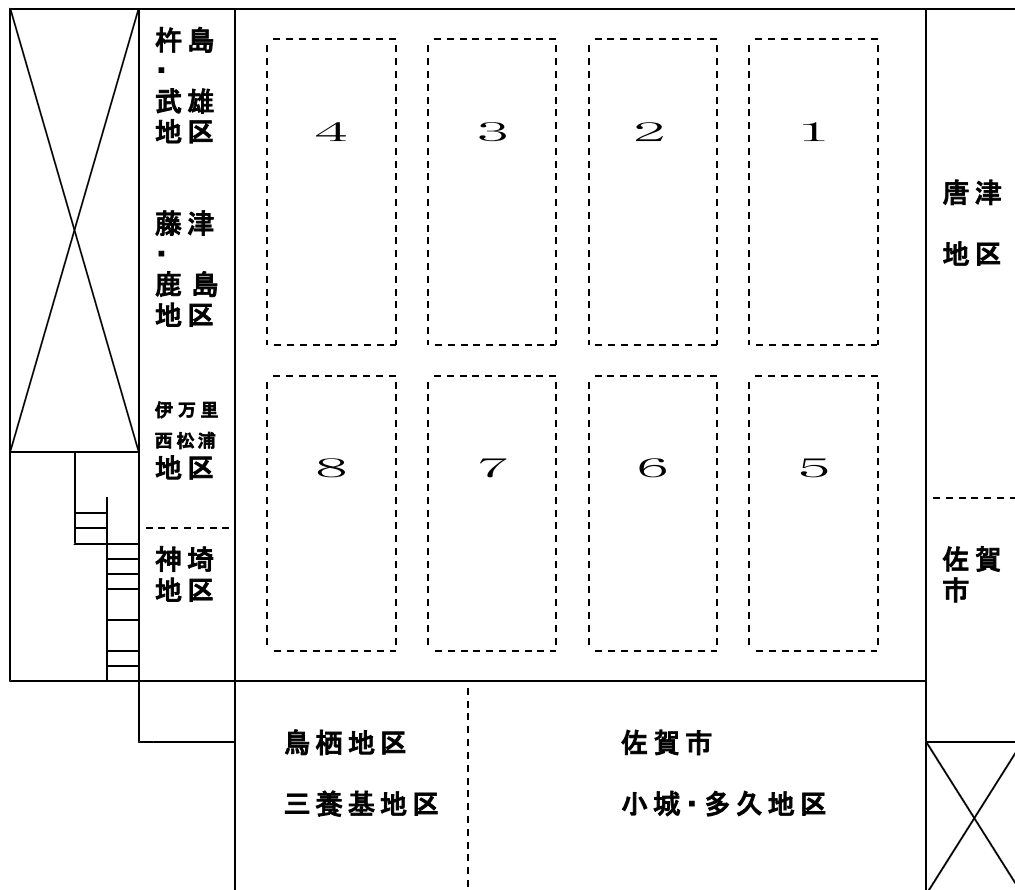 杵島
・
武雄
地区
藤津
・
鹿島
地区
伊万里
西松浦
地区
神埼
地区
4 3 2 1
8 7 6 5
唐津
地区
佐賀
市
鳥栖地区
三養基地区
佐賀市
小城・多久地区